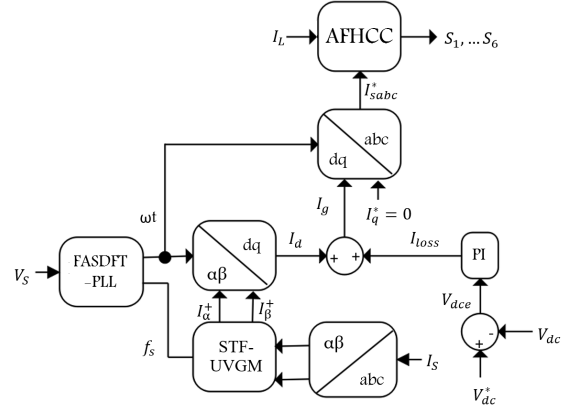 I_L
AFHCC
S_1, … S_6
I^*_sabc
abc
dq
I_g
I^*_q = 0
ωt
dq
αβ
I_d
+
+
I_loss
PI
FASDFT
-PLL
V_S
V_dce
I^+_α
I^+_β
f_s
STF-
UVGM
αβ
abc
I_S
-
+
V_dc
V^*_dc